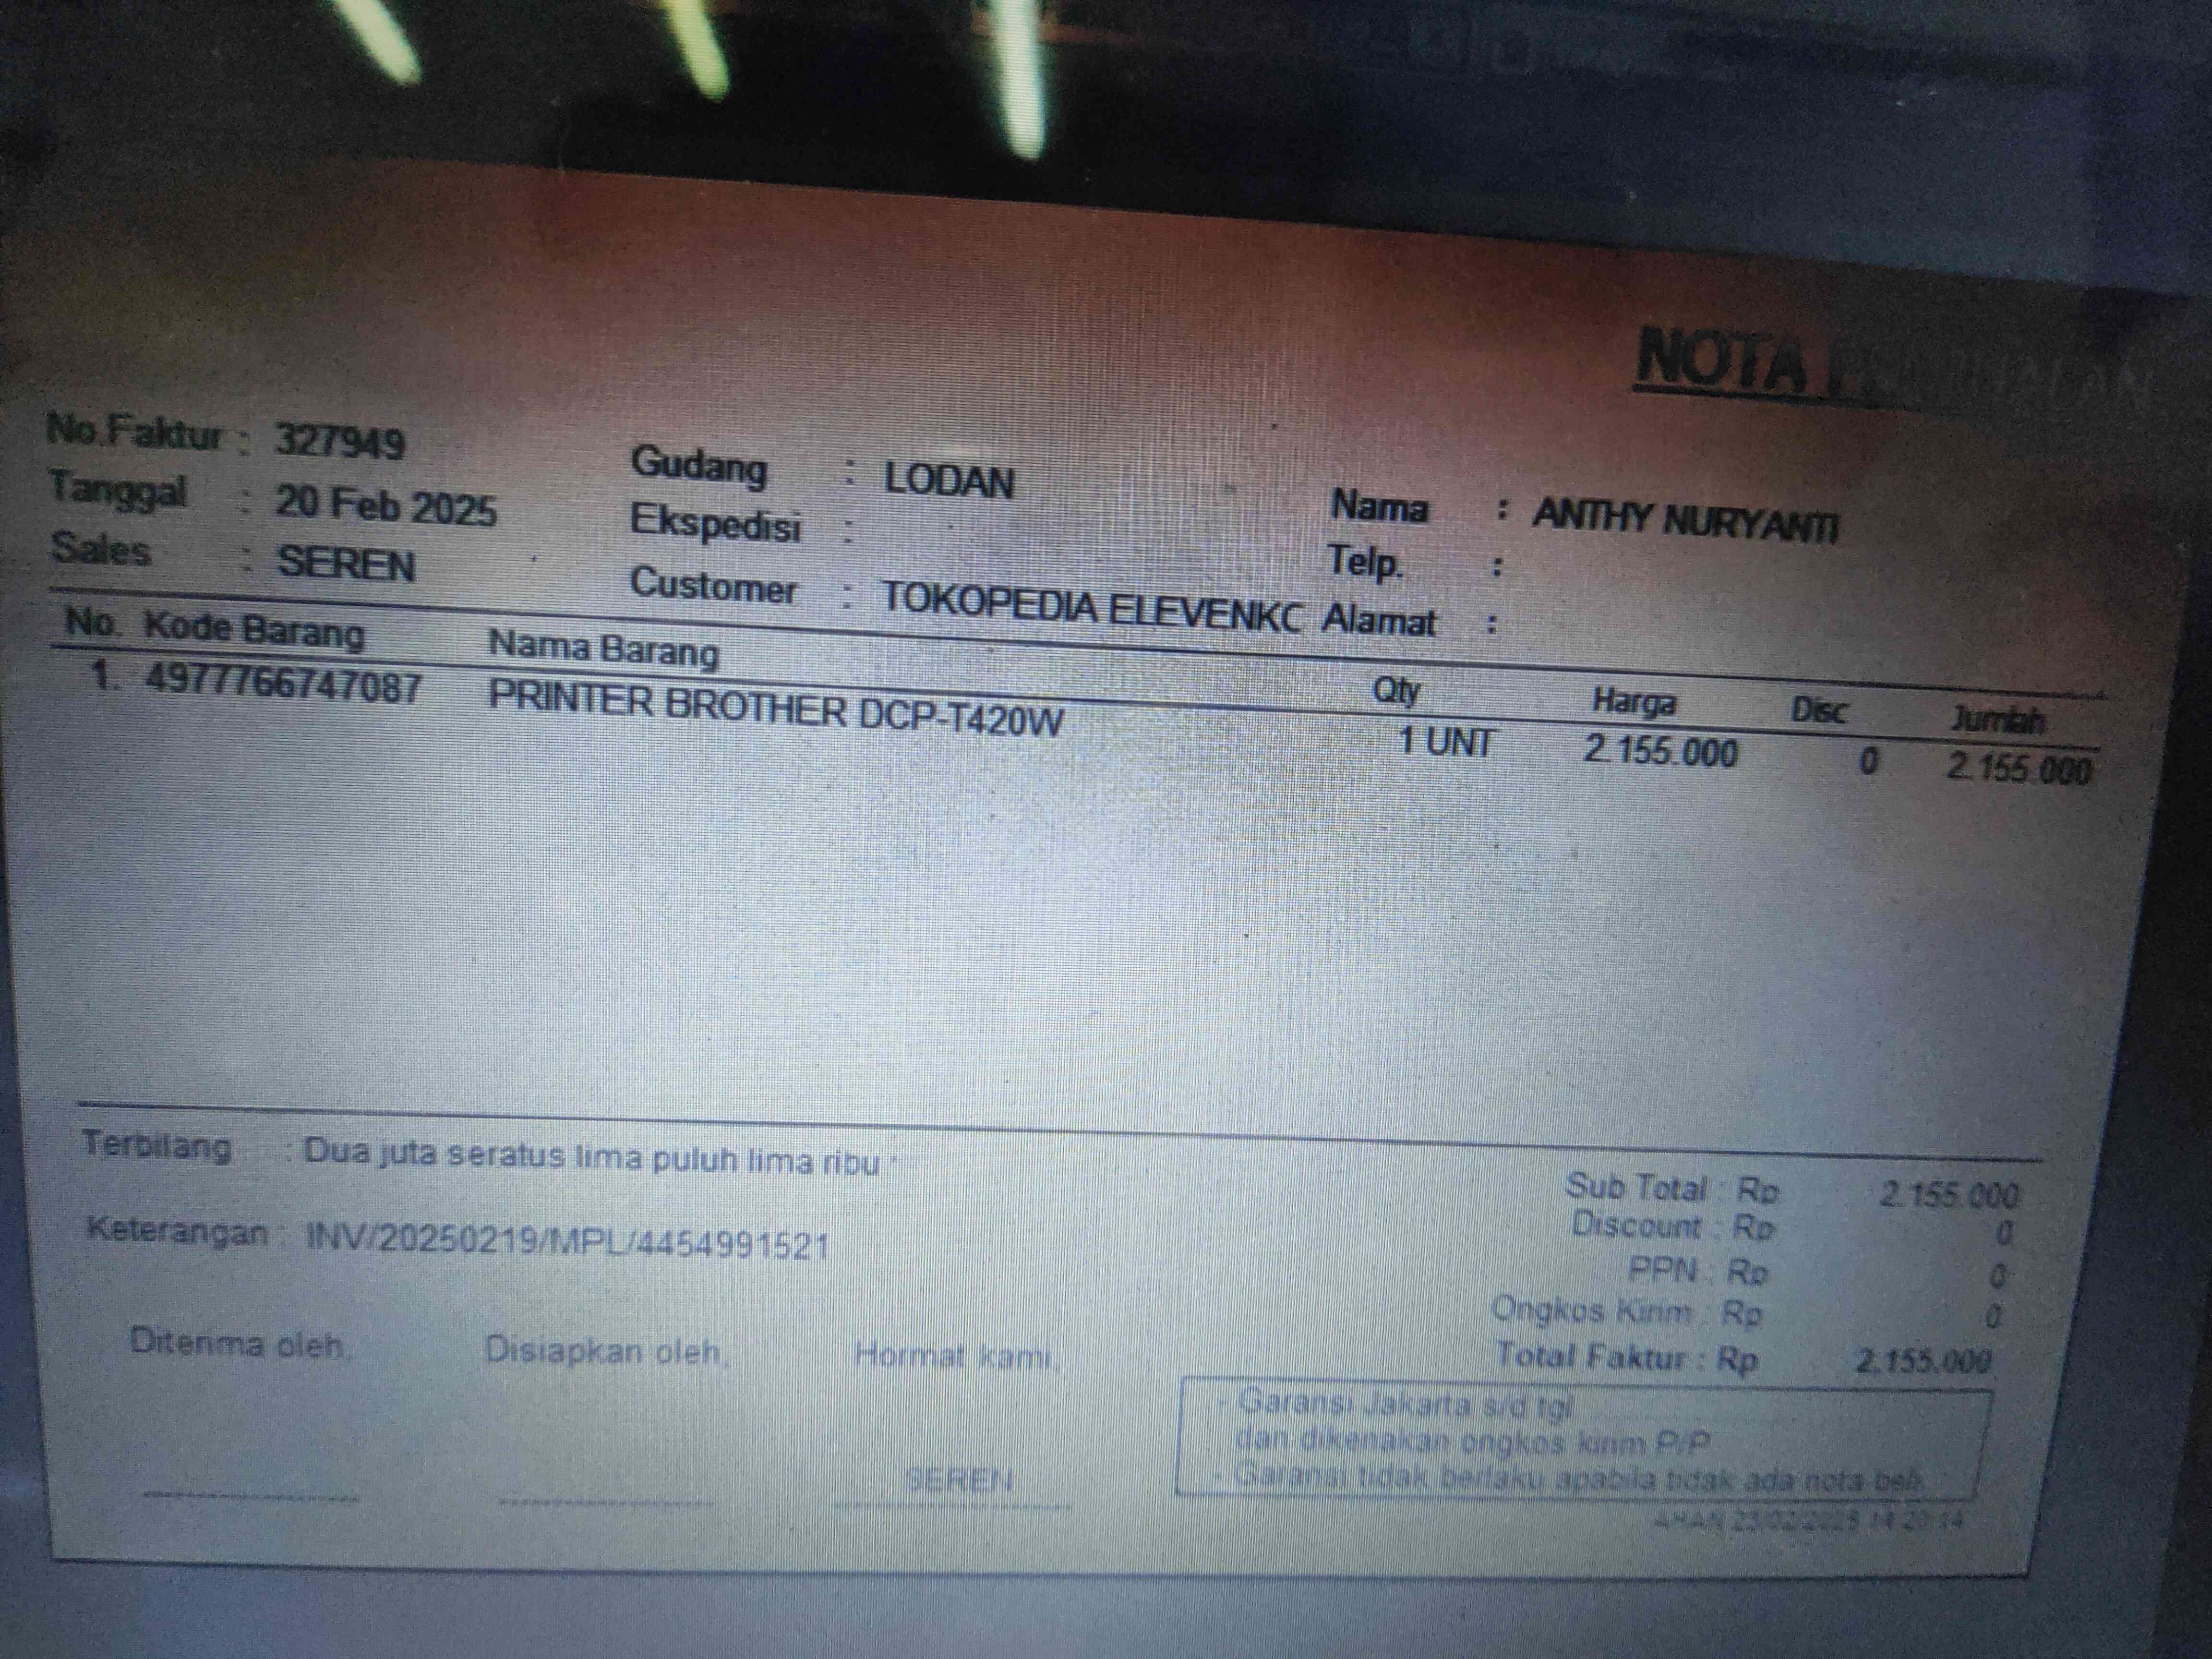 NOTA PENJUALAN
No.Faktur : 327949
Tanggal : 20 Feb 2025
Sales : SEREN
Gudang : LODAN
Ekspedisi :
Customer : TOKOPEDIA ELEVENKC
Nama : ANTHY NURYANTI
Telp. :
Alamat :
No. Kode Barang Nama Barang Qty Harga Disc Jumlah
1. 4977766747087 PRINTER BROTHER DCP-T420W 1 UNT 2.155.000 0 2.155.000
Terbilang : Dua juta seratus lima puluh lima ribu
Keterangan : INV/20250219/MPL/4454991521
Sub Total : Rp 2.155.000
Discount : Rp 0
PPN : Rp 0
Ongkos Kirim : Rp 0
Total Faktur : Rp 2.155.000
Diterima oleh, Disiapkan oleh, Hormat kami,
SEREN
- Garansi Jakarta s/d tgl
dan dikenakan ongkos kirim P/P
- Garansi tidak berlaku apabila tidak ada nota beli.